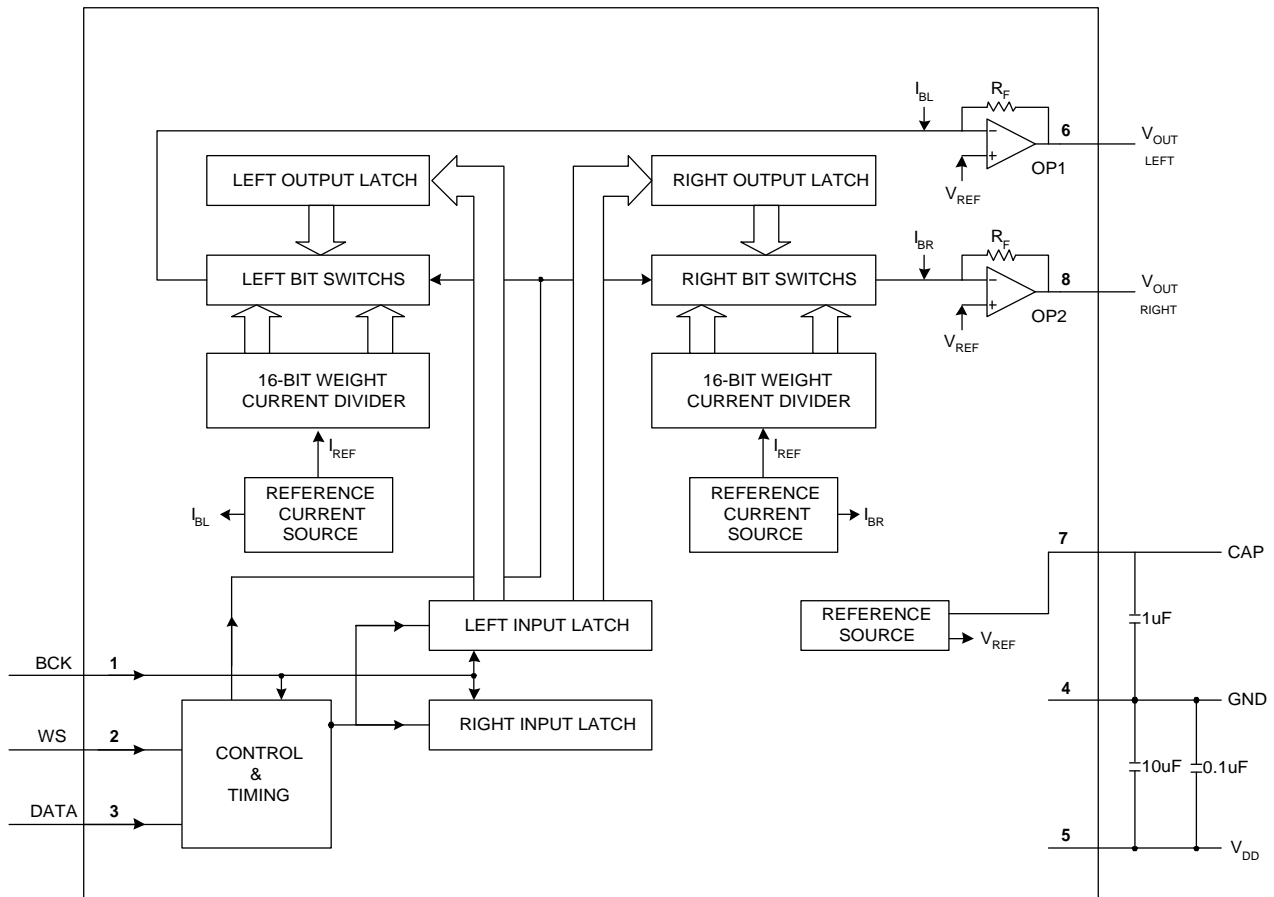 I_BL
R_F
6
V_OUT
LEFT
OP1
V_REF
LEFT OUTPUT LATCH
RIGHT OUTPUT LATCH
I_BR
R_F
8
V_OUT
RIGHT
OP2
V_REF
LEFT BIT SWITCHS
RIGHT BIT SWITCHS
16-BIT WEIGHT
CURRENT DIVIDER
16-BIT WEIGHT
CURRENT DIVIDER
I_REF
I_REF
I_BL
REFERENCE
CURRENT
SOURCE
REFERENCE
CURRENT
SOURCE
I_BR
7
CAP
REFERENCE
SOURCE
V_REF
1uF
LEFT INPUT LATCH
BCK
1
4
GND
RIGHT INPUT LATCH
WS
2
CONTROL
&
TIMING
10uF
0.1uF
DATA
3
5
V_DD